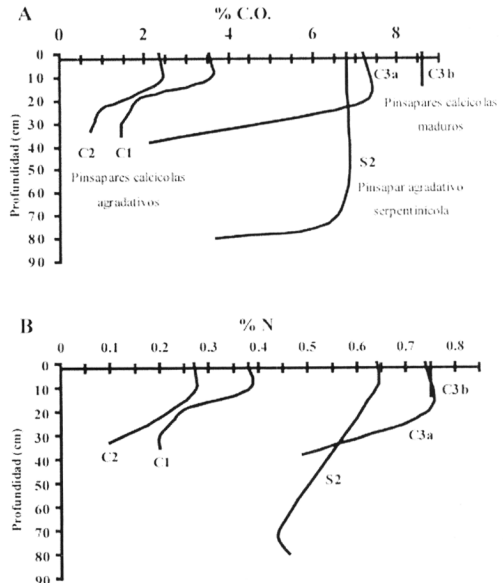 A
% C.O.
0 2 4 6 8
Profundidad (cm)
0
10
20
30
40
50
60
70
80
90
C2 C1
Pinsapares calcícolas
agradativos
C3a C3b
Pinsapares calcícolas
maduros
S2
Pinsapar agradativo
serpentinícola
B
% N
0 0.1 0.2 0.3 0.4 0.5 0.6 0.7 0.8
Profundidad (cm)
0
10
20
30
40
50
60
70
80
90
C2 C1
C3b
C3a
S2